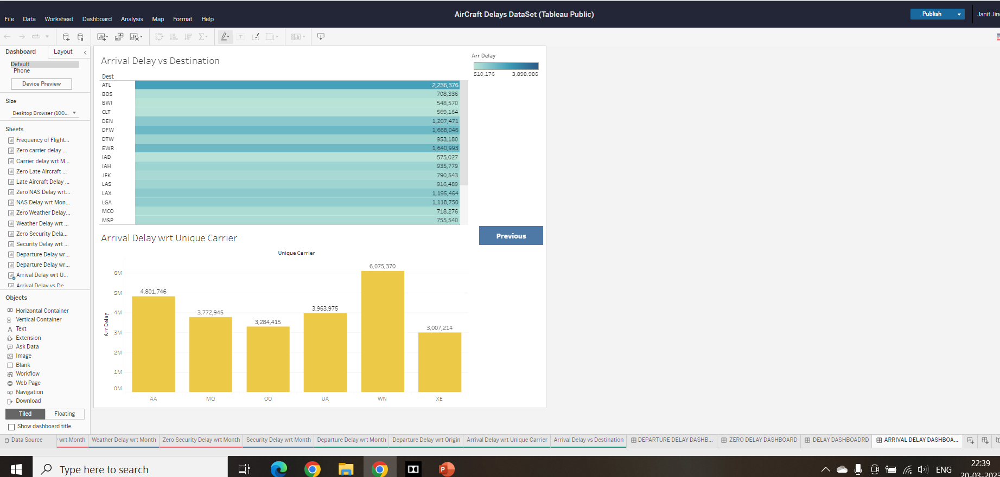 AirCraft Delays DataSet (Tableau Public)
Publish
Janit Jin
File Data Worksheet Dashboard Analysis Map Format Help
Dashboard Layout
Default
Phone
Device Preview
Size
Desktop Browser (100...
Sheets
Frequency of Flight...
Zero carrier delay ...
Carrier delay wrt M...
Zero Late Aircraft ...
Late Aircraft Delay ...
Zero NAS Delay wrt...
NAS Delay wrt Mon...
Zero Weather Delay...
Weather Delay wrt ...
Zero Security Dela...
Security Delay wrt ...
Departure Delay wr...
Departure Delay wr...
Arrival Delay wrt U...
Arrival Delay vs De
Objects
Horizontal Container
Vertical Container
Text
Extension
Ask Data
Image
Blank
Workflow
Web Page
Navigation
Download
Tiled Floating
Show dashboard title
Arrival Delay vs Destination
Dest
ATL 2,236,376
BOS 708,336
BWI 548,570
CLT 569,164
DEN 1,207,471
DFW 1,668,046
DTW 953,180
EWR 1,640,993
IAD 575,027
IAH 935,779
JFK 790,543
LAS 916,489
LAX 1,195,464
LGA 1,118,750
MCO 718,276
MSP 755,540
Arr Delay
510,176 3,898,986
Previous
Arrival Delay wrt Unique Carrier
Unique Carrier
Arr Delay
6M
5M
4M
3M
2M
1M
0M
4,801,746
3,772,945
3,284,415
3,963,975
6,075,370
3,007,214
AA MQ OO UA WN XE
Data Source wrt Month Weather Delay wrt Month Zero Security Delay wrt Month Security Delay wrt Month Departure Delay wrt Month Departure Delay wrt Origin Arrival Delay wrt Unique Carrier Arrival Delay vs Destination DEPARTURE DELAY DASHB... ZERO DELAY DASHBOARD DELAY DASHBOADRD ARRIVAL DELAY DASHBOA...
Type here to search
ENG
22:39
20-03-202